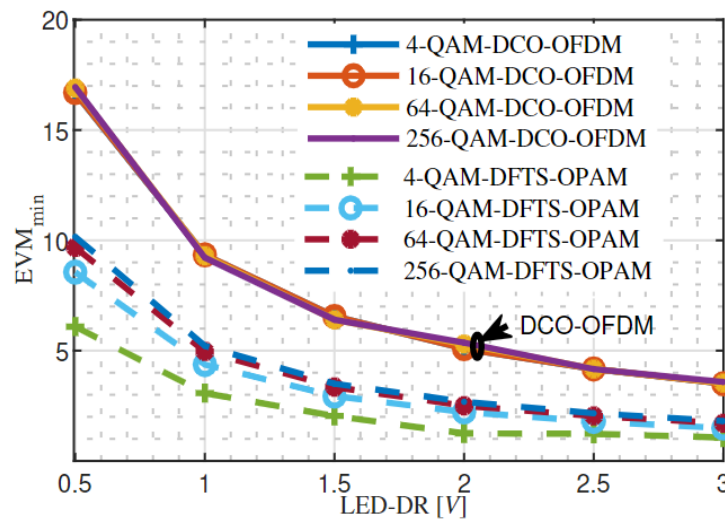 20
15
10
5
EVM_min
4-QAM-DCO-OFDM
16-QAM-DCO-OFDM
64-QAM-DCO-OFDM
256-QAM-DCO-OFDM
4-QAM-DFTS-OPAM
16-QAM-DFTS-OPAM
64-QAM-DFTS-OPAM
256-QAM-DFTS-OPAM
DCO-OFDM
0.5 1 1.5 2 2.5 3
LED-DR [V]